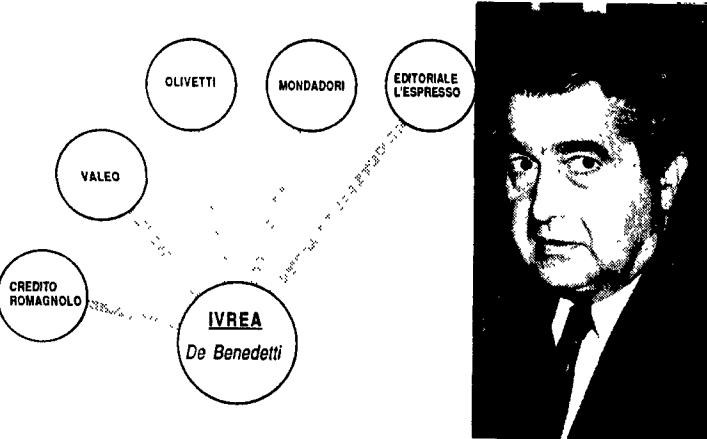 OLIVETTI
MONDADORI
EDITORIALE
L'ESPRESSO
VALEO
CREDITO
ROMAGNOLO
IVREA
De Benedetti